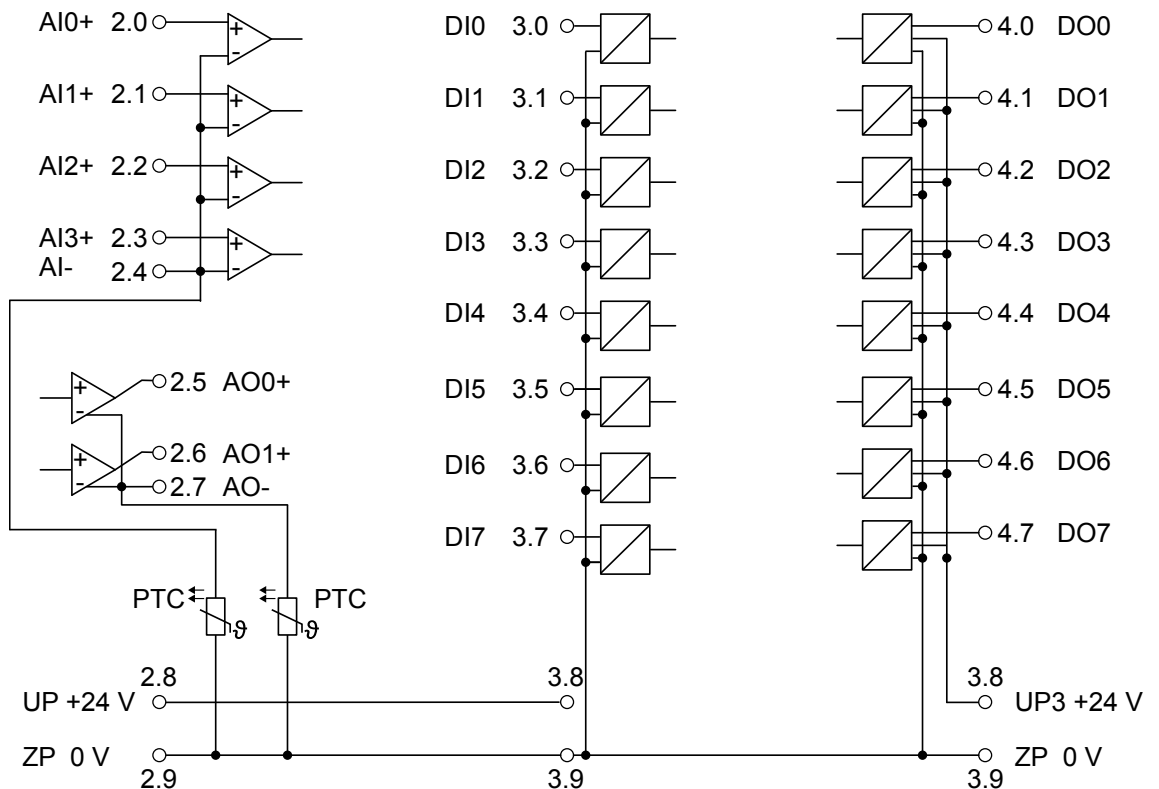 AI0+ 2.0
+
-
AI1+ 2.1
+
-
AI2+ 2.2
+
-
AI3+ 2.3
+
AI- 2.4
-
+
-
2.5 AO0+
+
-
2.6 AO1+
2.7 AO-
PTC
ϑ
PTC
ϑ
DI0 3.0
DI1 3.1
DI2 3.2
DI3 3.3
DI4 3.4
DI5 3.5
DI6 3.6
DI7 3.7
4.0 DO0
4.1 DO1
4.2 DO2
4.3 DO3
4.4 DO4
4.5 DO5
4.6 DO6
4.7 DO7
2.8
3.8
3.8
UP +24 V
UP3 +24 V
ZP 0 V
ZP 0 V
2.9
3.9
3.9